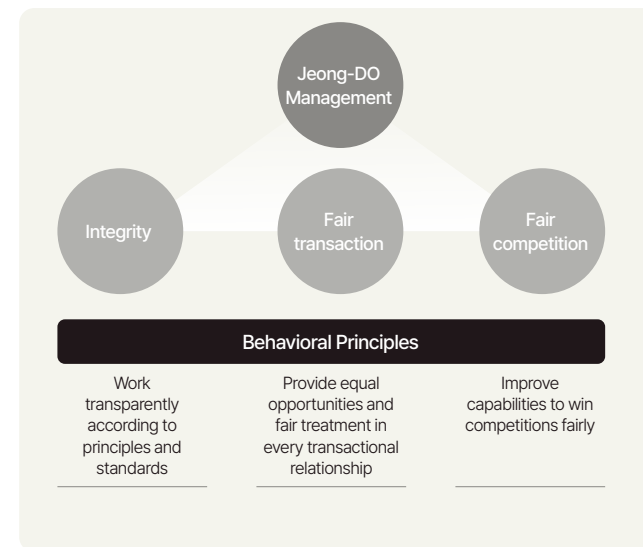 Jeong-DO
Management
Integrity
Fair
transaction
Fair
competition
Behavioral Principles
Work
transparently
according to
principles and
standards
Provide equal
opportunities and
fair treatment in
every transactional
relationship
Improve
capabilities to win
competitions fairly